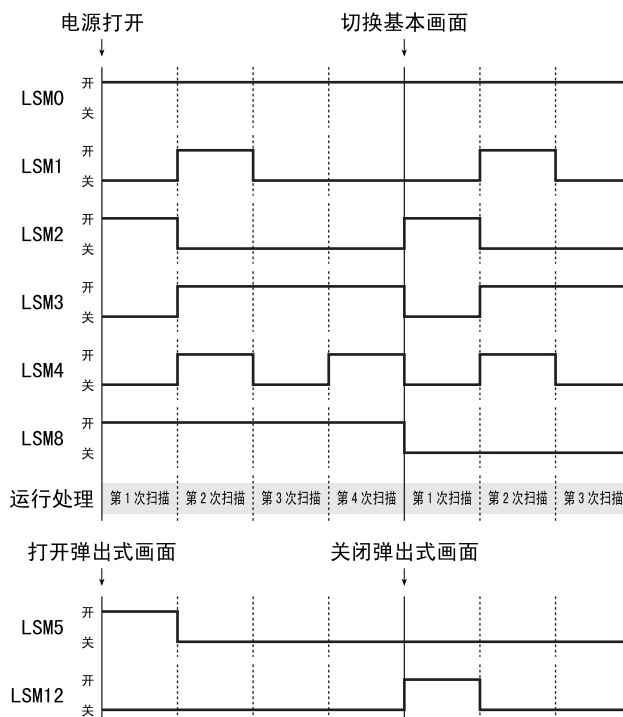 电源打开 切换基本画面
LSM0 开
关
LSM1 开
关
LSM2 开
关
LSM3 开
关
LSM4 开
关
LSM8 开
关
运行处理 第1次扫描 第2次扫描 第3次扫描 第4次扫描 第1次扫描 第2次扫描 第3次扫描
打开弹出式画面 关闭弹出式画面
LSM5 开
关
LSM12 开
关